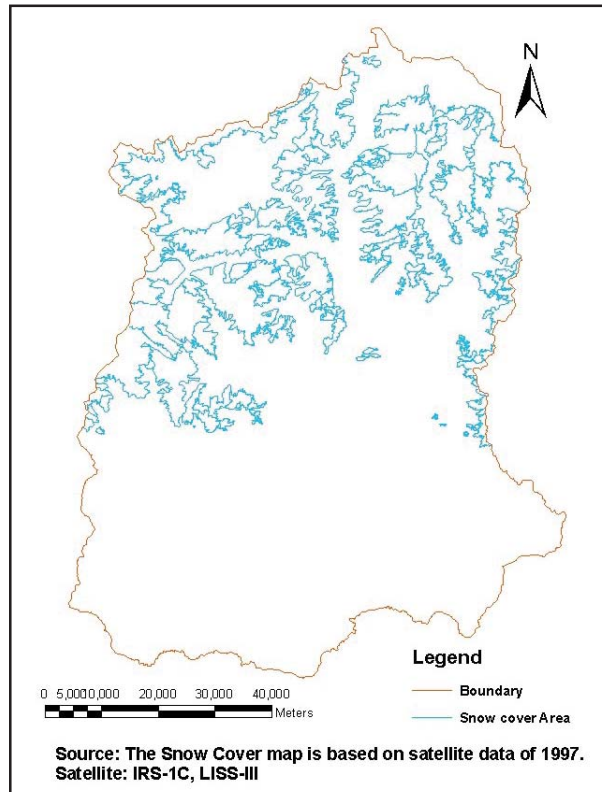 N
Legend
Boundary
Snow cover Area
0 5,00010,000 20,000 30,000 40,000
Meters
Source: The Snow Cover map is based on satellite data of 1997.
Satellite: IRS-1C, LISS-III